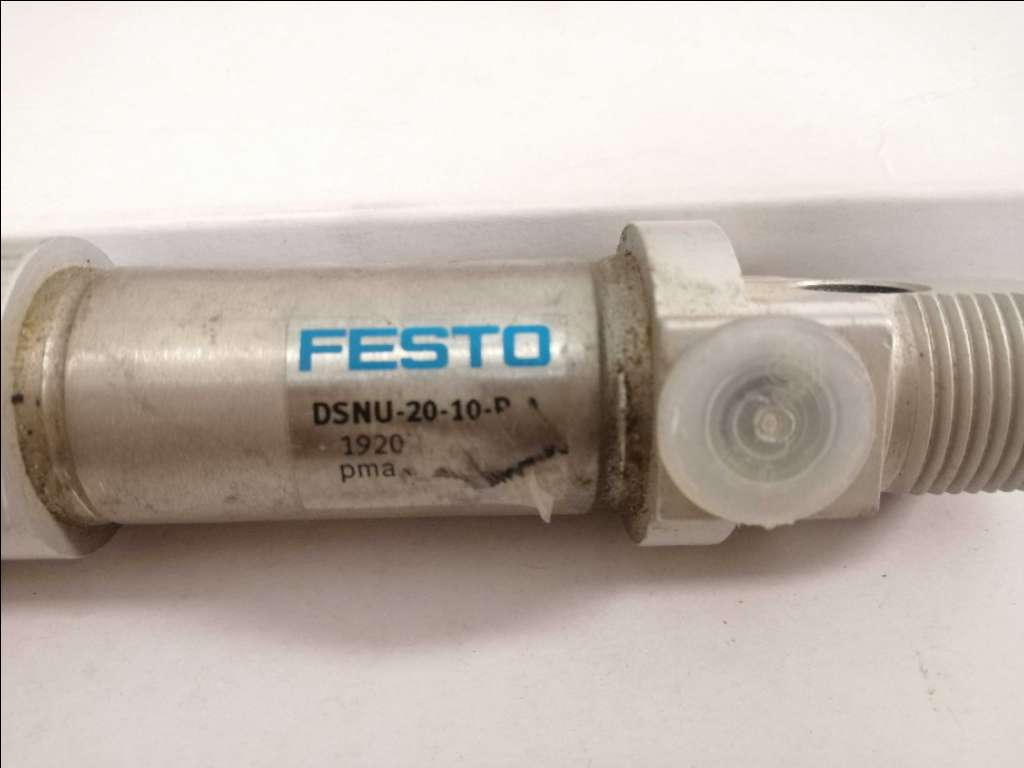 FESTO
DSNU-20-10-P-A
1920
pma